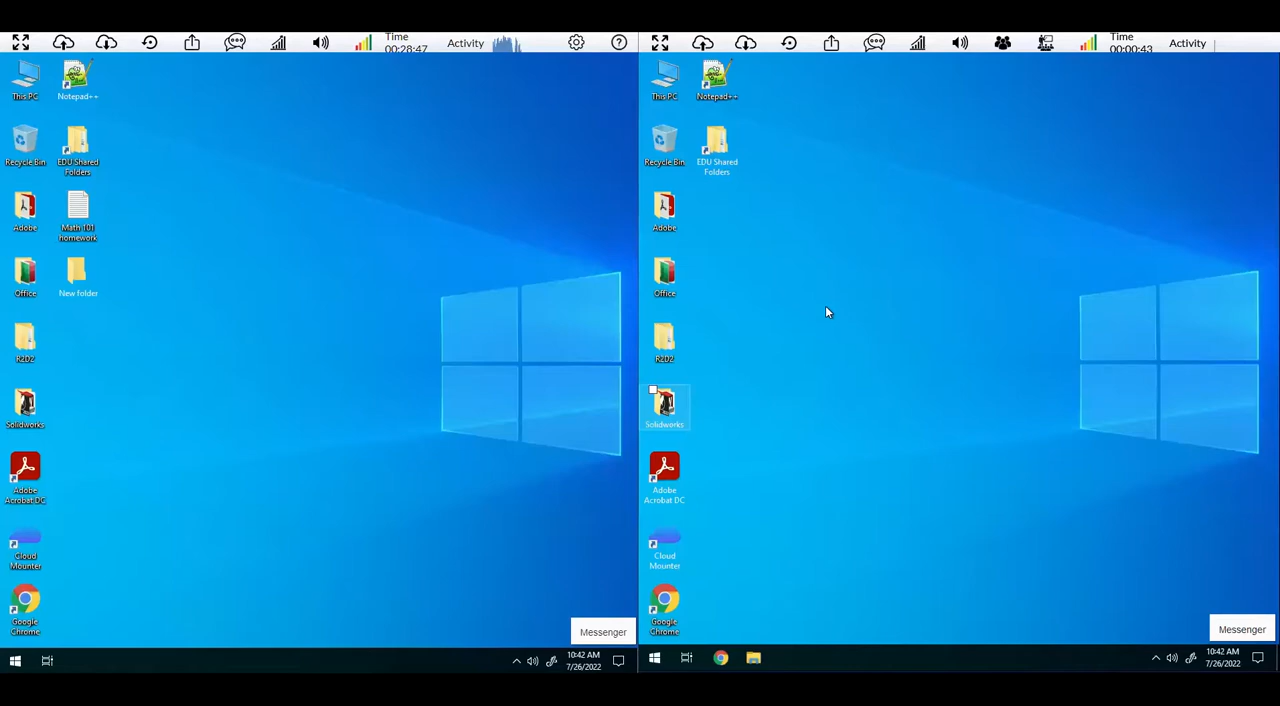 Time
00:28:47
Activity
This PC
Notepad++
Recycle Bin
EDU Shared
Folders
Adobe
Math 101
homework
Office
New folder
R2D2
Solidworks
Adobe
Acrobat DC
Cloud
Mounter
Google
Chrome
Messenger
10:42 AM
7/26/2022
Time
00:00:43
Activity
This PC
Notepad++
Recycle Bin
EDU Shared
Folders
Adobe
Office
R2D2
Solidworks
Adobe
Acrobat DC
Cloud
Mounter
Google
Chrome
Messenger
10:42 AM
7/26/2022